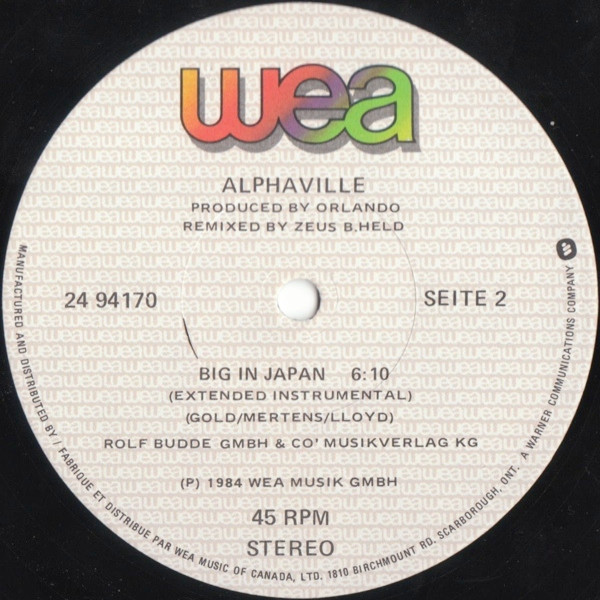 wea
ALPHAVILLE
PRODUCED BY ORLANDO
REMIXED BY ZEUS B.HELD
24 94170
SEITE 2
BIG IN JAPAN 6:10
(EXTENDED INSTRUMENTAL)
(GOLD/MERTENS/LLOYD)
ROLF BUDDE GMBH & CO' MUSIKVERLAG KG
(P) 1984 WEA MUSIK GMBH
45 RPM
STEREO
MANUFACTURED AND DISTRIBUTED BY / FABRIQUE ET DISTRIBUE PAR WEA MUSIC OF CANADA, LTD. 1810 BIRCHMOUNT RD. SCARBOROUGH, ONT. A WARNER COMMUNICATIONS COMPANY